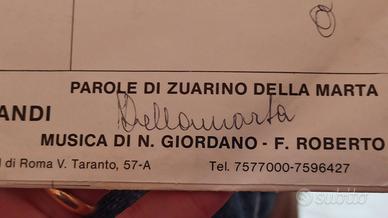 PAROLE DI ZUARINO DELLA MARTA
ANDI
Dellamarta
MUSICA DI N. GIORDANO - F. ROBERTO
l di Roma V. Taranto, 57-A
Tel. 7577000-7596427
subito